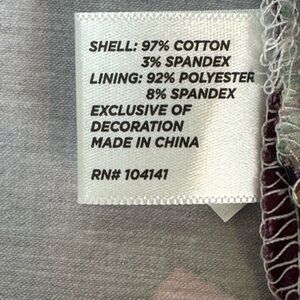 SHELL: 97% COTTON
3% SPANDEX
LINING: 92% POLYESTER
8% SPANDEX
EXCLUSIVE OF
DECORATION
MADE IN CHINA
RN# 104141